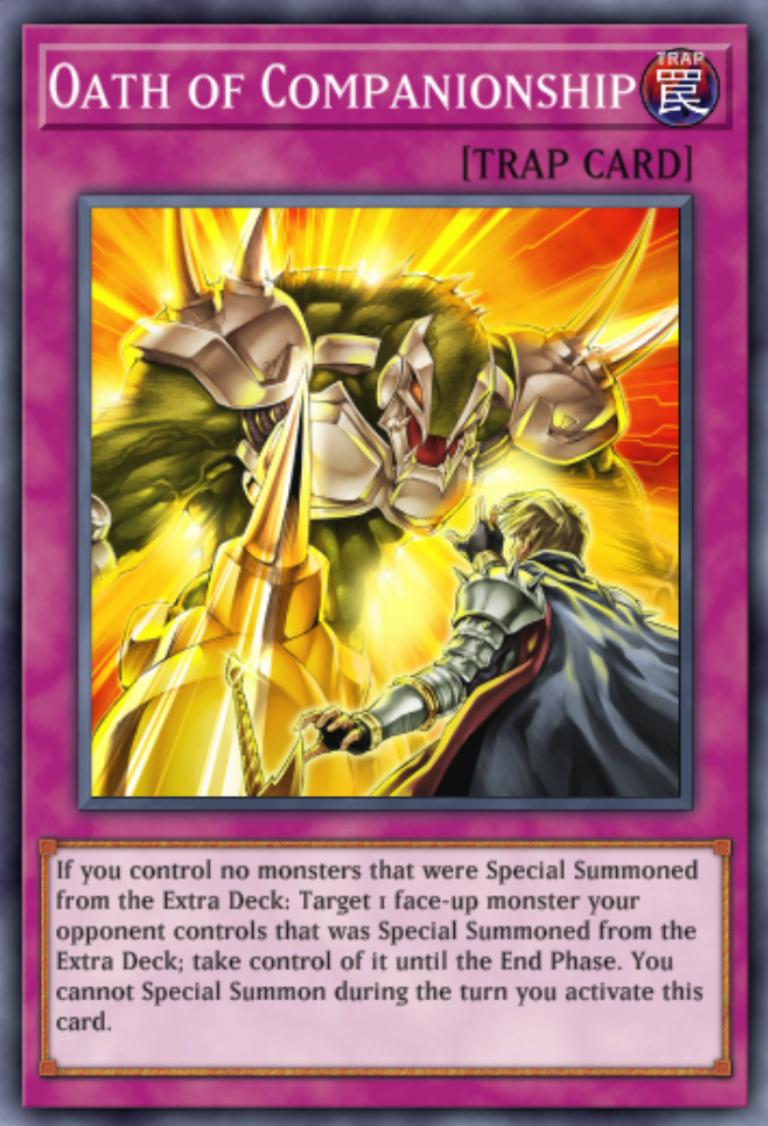 OATH OF COMPANIONSHIP
TRAP
罠
[TRAP CARD]
If you control no monsters that were Special Summoned
from the Extra Deck: Target 1 face-up monster your
opponent controls that was Special Summoned from the
Extra Deck; take control of it until the End Phase. You
cannot Special Summon during the turn you activate this
card.